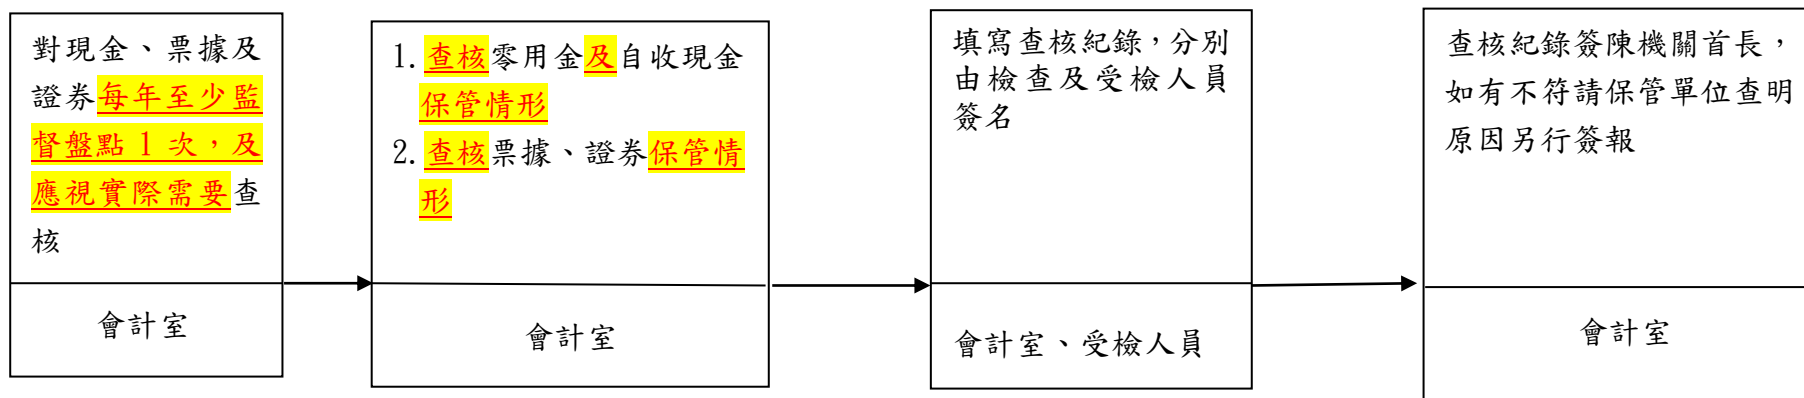 對現金、票據及
證券每年至少監
督盤點 1 次，及
應視實際需要查
核
會計室
1. 查核零用金及自收現金
保管情形
2. 查核票據、證券保管情
形
會計室
填寫查核紀錄，分別
由檢查及受檢人員
簽名
會計室、受檢人員
查核紀錄簽陳機關首長，
如有不符請保管單位查明
原因另行簽報
會計室